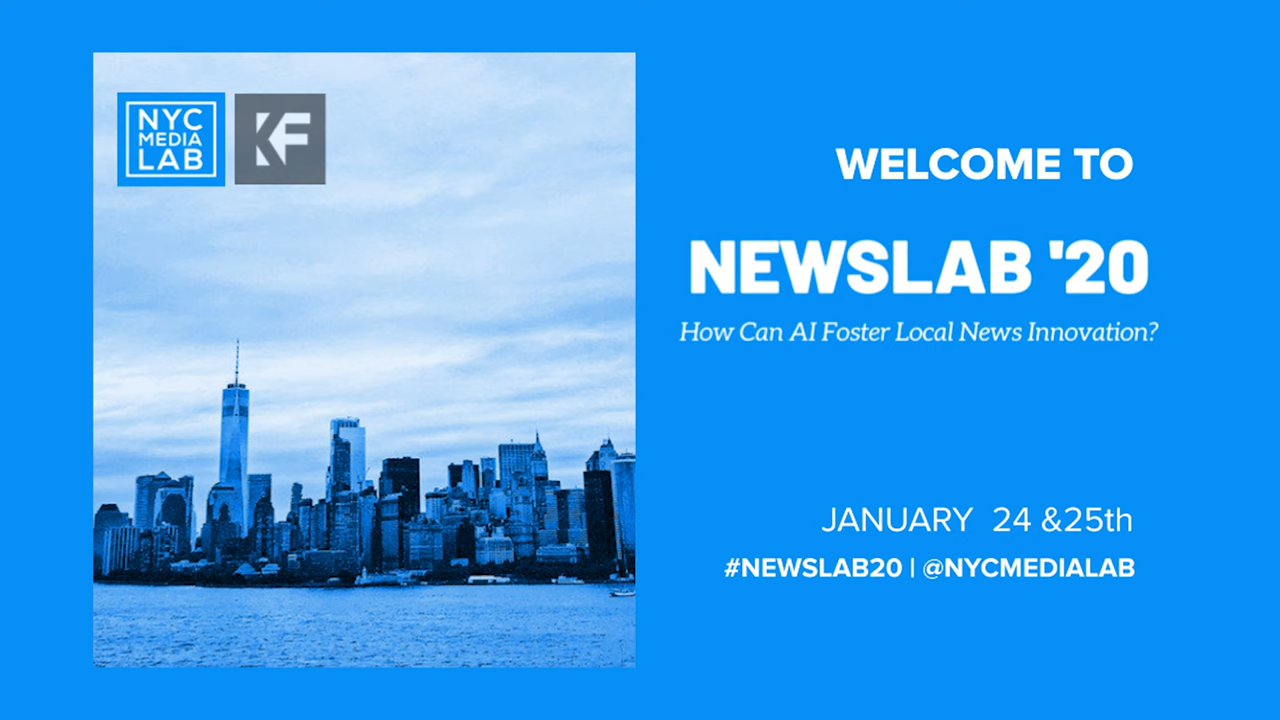 NYC
MEDIA
LAB
KF
WELCOME TO
NEWSLAB '20
How Can AI Foster Local News Innovation?
JANUARY 24 &25th
#NEWSLAB20 | @NYCMEDIALAB